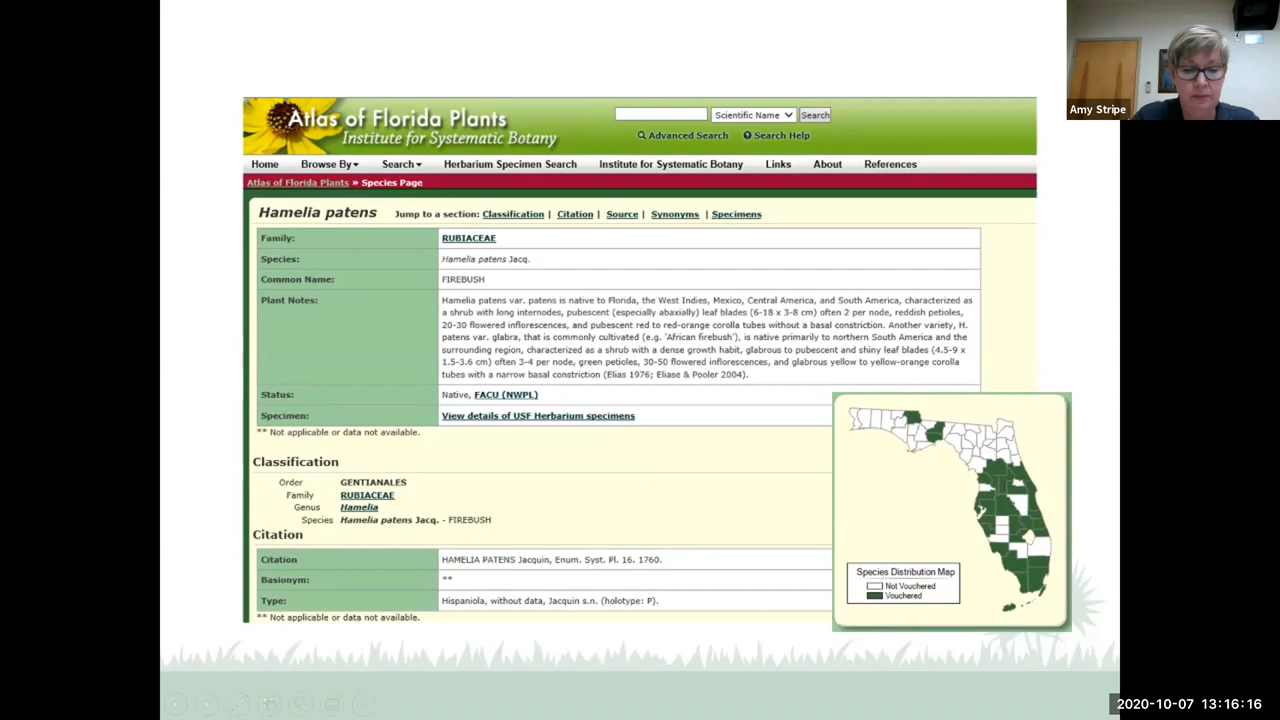 Amy Stripe
Atlas of Florida Plants
Institute for Systematic Botany
Scientific Name Search
Advanced Search Search Help
Home Browse By Search Herbarium Specimen Search Institute for Systematic Botany Links About References
Atlas of Florida Plants » Species Page
Hamelia patens Jump to a section: Classification | Citation | Source | Synonyms | Specimens
Family: RUBIACEAE
Species: Hamelia patens Jacq.
Common Name: FIREBUSH
Plant Notes: Hamelia patens var. patens is native to Florida, the West Indies, Mexico, Central America, and South America, characterized as
a shrub with long internodes, pubescent (especially abaxially) leaf blades (6-18 x 3-8 cm) often 2 per node, reddish petioles,
20-30 flowered inflorescences, and pubescent red to red-orange corolla tubes without a basal constriction. Another variety, H.
patens var. glabra, that is commonly cultivated (e.g. 'African firebush'), is native primarily to northern South America and the
surrounding region, characterized as a shrub with a dense growth habit, glabrous to pubescent and shiny leaf blades (4.5-9 x
1.5-3.6 cm) often 3-4 per node, green petioles, 30-50 flowered inflorescences, and glabrous yellow to yellow-orange corolla
tubes with a narrow basal constriction (Elias 1976; Eliase & Pooler 2004).
Status: Native, FACU (NWPL)
Specimen: View details of USF Herbarium specimens
** Not applicable or data not available.
Classification
Order GENTIANALES
Family RUBIACEAE
Genus Hamelia
Species Hamelia patens Jacq. - FIREBUSH
Citation
Citation HAMELIA PATENS Jacquin, Enum. Syst. Pl. 16. 1760.
Basionym: **
Type: Hispaniola, without data, Jacquin s.n. (holotype: P).
** Not applicable or data not available.
Species Distribution Map
Not Vouchered
Vouchered
2020-10-07 13:16:16